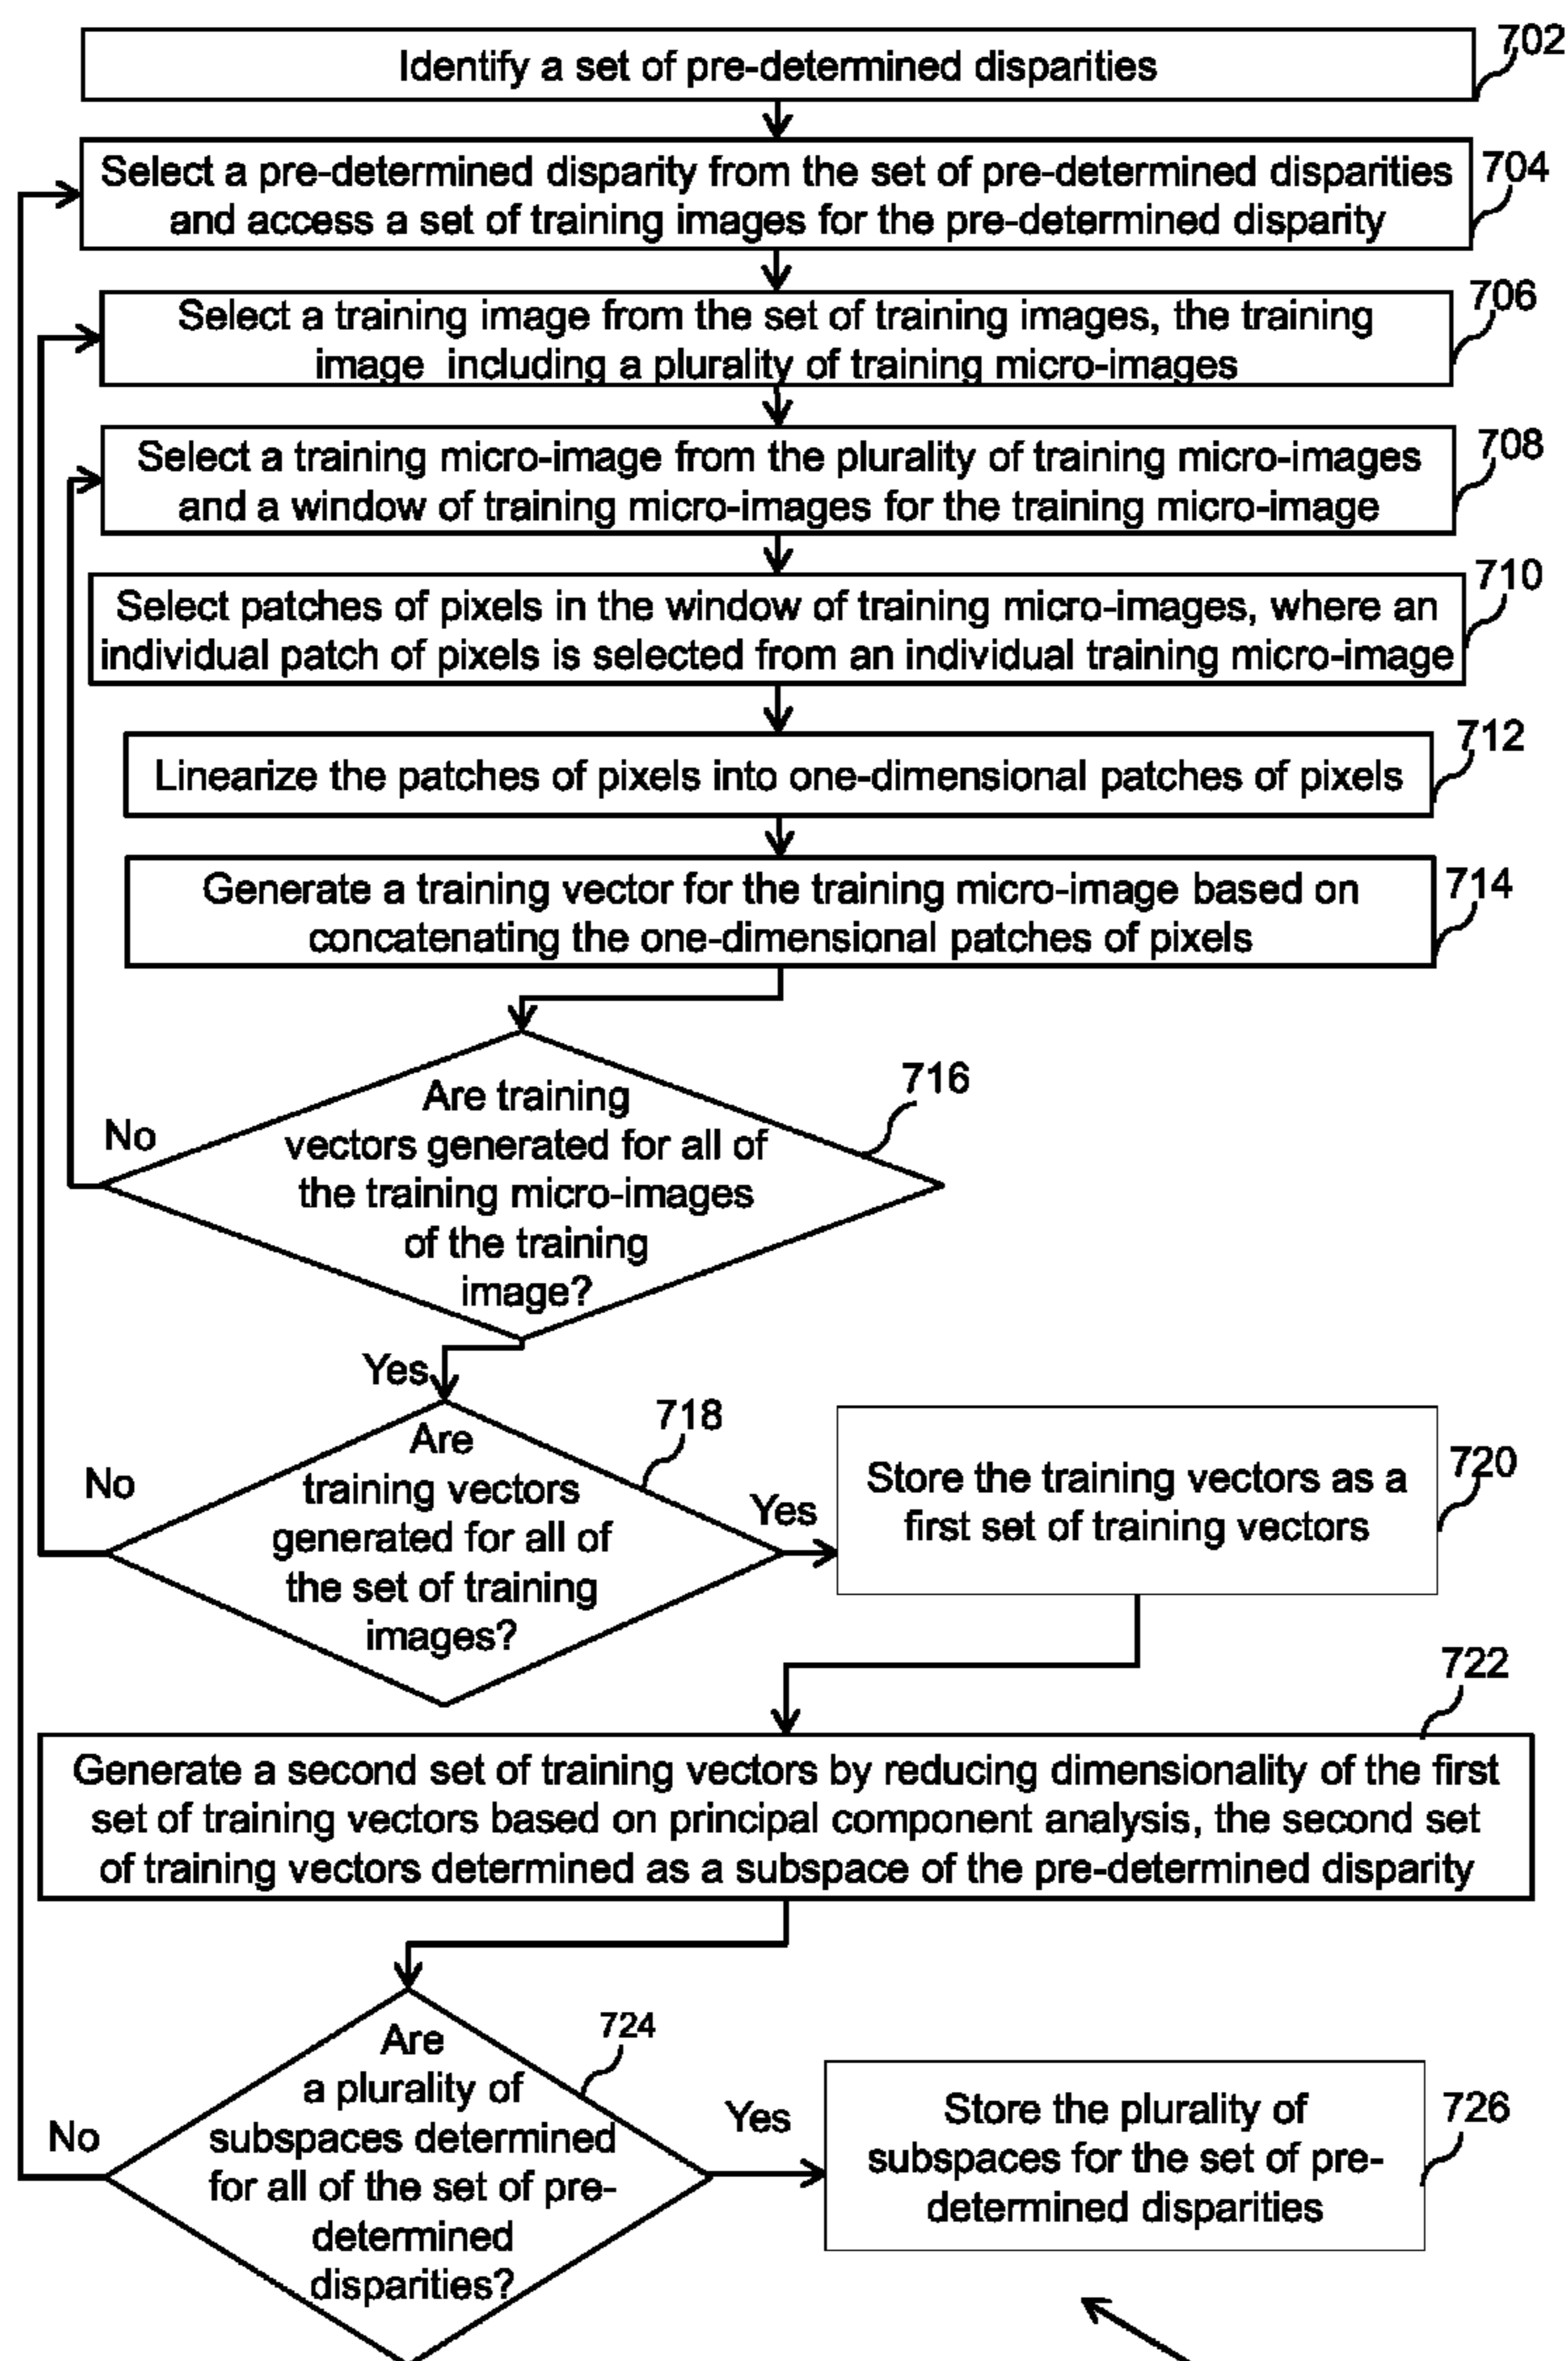 Identify a set of pre-determined disparities
702
Select a pre-determined disparity from the set of pre-determined disparities
and access a set of training images for the pre-determined disparity
704
Select a training image from the set of training images, the training
image including a plurality of training micro-images
706
Select a training micro-image from the plurality of training micro-images
and a window of training micro-images for the training micro-image
708
Select patches of pixels in the window of training micro-images, where an
individual patch of pixels is selected from an individual training micro-image
710
Linearize the patches of pixels into one-dimensional patches of pixels
712
Generate a training vector for the training micro-image based on
concatenating the one-dimensional patches of pixels
714
Are training
vectors generated for all of
the training micro-images
of the training
image?
716
No
Yes
Are
training vectors
generated for all of
the set of training
images?
718
No
Yes
Store the training vectors as a
first set of training vectors
720
Generate a second set of training vectors by reducing dimensionality of the first
set of training vectors based on principal component analysis, the second set
of training vectors determined as a subspace of the pre-determined disparity
722
Are
a plurality of
subspaces determined
for all of the set of pre-
determined
disparities?
724
No
Yes
Store the plurality of
subspaces for the set of pre-
determined disparities
726